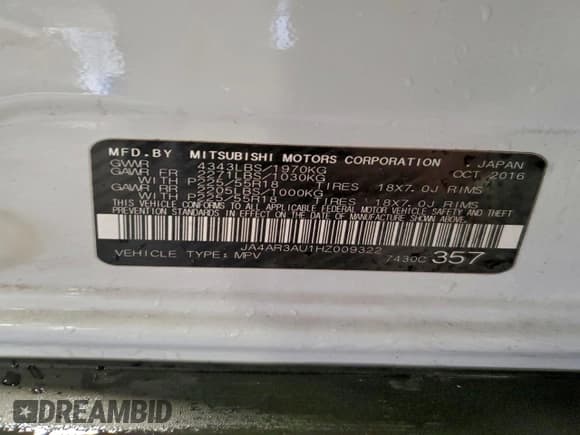 MFD.BY MITSUBISHI MOTORS CORPORATION , JAPAN
GVWR 4343LBS/1970KG OCT 2016
GAWR FR 2271LBS/1030KG
WITH P225/55R18 TIRES 18X7.0J RIMS
GAWR RR 2205LBS/1000KG
WITH P225/55R18 TIRES 18X7.0J RIMS
THIS VEHICLE CONFORMS TO ALL APPLICABLE FEDERAL MOTOR VEHICLE SAFETY AND THEFT
PREVENTION STANDARDS IN EFFECT ON THE DATE OF MANUFACTURE SHOWN ABOVE.
JA4AR3AU1HZ009322
VEHICLE TYPE: MPV 7430C 357
DREAMBID